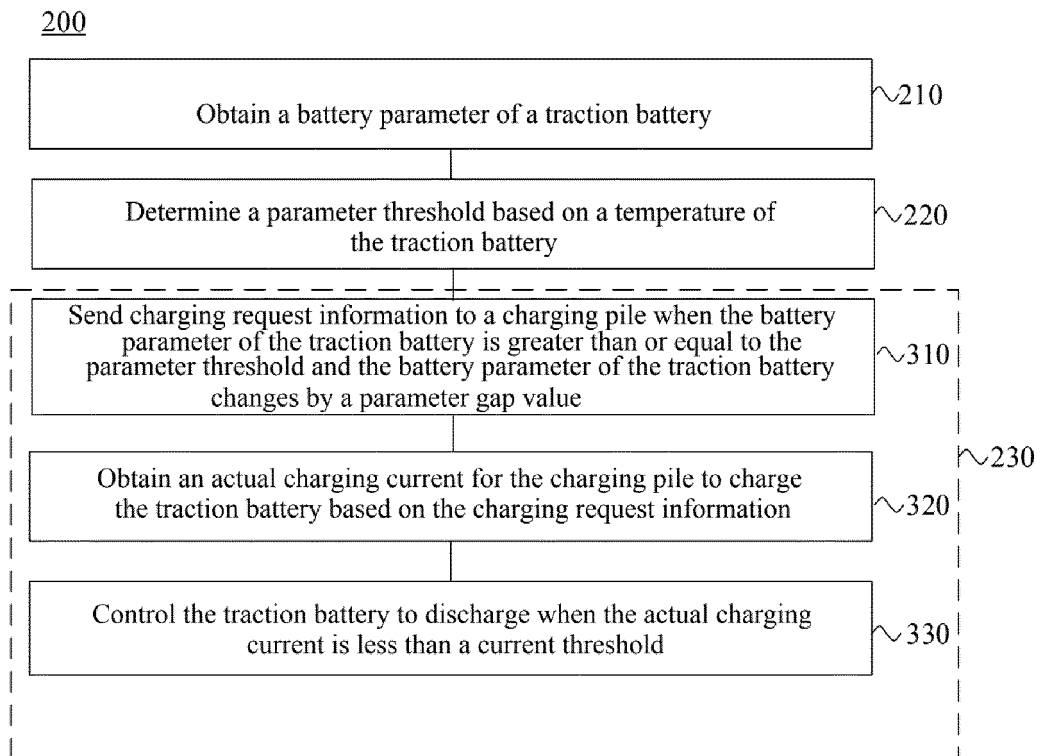 200
Obtain a battery parameter of a traction battery
210
Determine a parameter threshold based on a temperature of
the traction battery
220
Send charging request information to a charging pile when the battery
parameter of the traction battery is greater than or equal to the
parameter threshold and the battery parameter of the traction battery
changes by a parameter gap value
310
230
Obtain an actual charging current for the charging pile to charge
the traction battery based on the charging request information
320
Control the traction battery to discharge when the actual charging
current is less than a current threshold
330